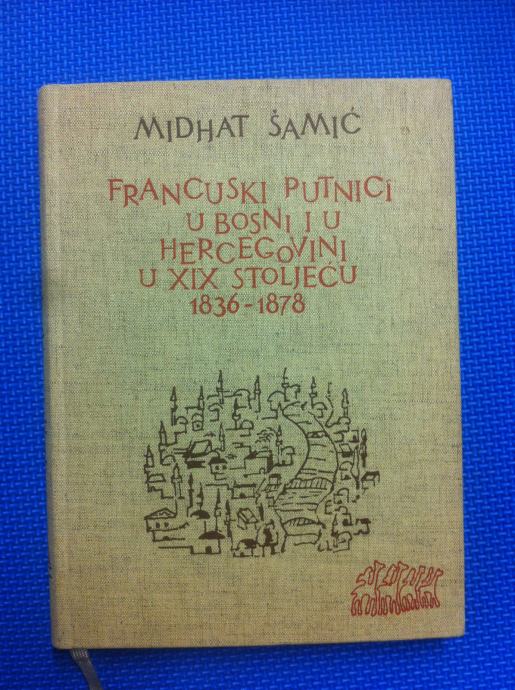 MIDHAT ŠAMIĆ
FRANCUSKI PUTNICI
U BOSNI I U
HERCEGOVINI
U XIX STOLJEĆU
1836-1878